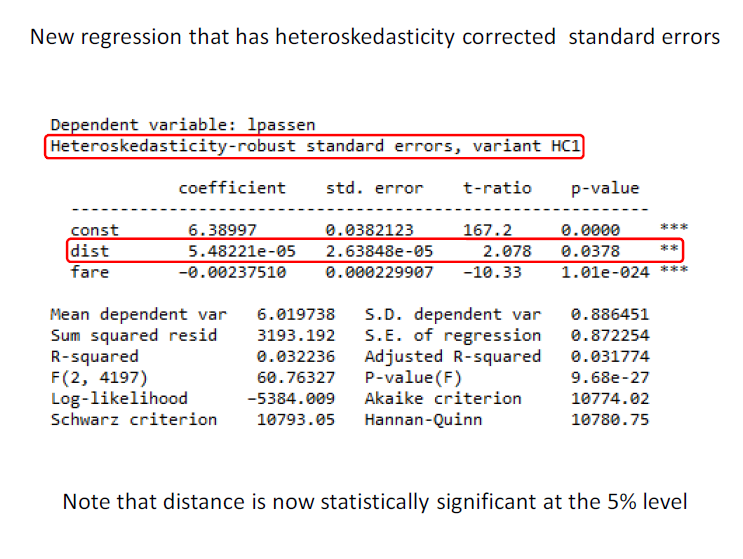 New regression that has heteroskedasticity corrected standard errors
Dependent variable: lpassen
Heteroskedasticity-robust standard errors, variant HC1
coefficient std. error t-ratio p-value
-------------------------------------------------------------
const 6.38997 0.0382123 167.2 0.0000 ***
dist 5.48221e-05 2.63848e-05 2.078 0.0378 **
fare −0.00237510 0.000229907 −10.33 1.01e-024 ***
Mean dependent var 6.019738 S.D. dependent var 0.886451
Sum squared resid 3193.192 S.E. of regression 0.872254
R-squared 0.032236 Adjusted R-squared 0.031774
F(2, 4197) 60.76327 P-value(F) 9.68e-27
Log-likelihood −5384.009 Akaike criterion 10774.02
Schwarz criterion 10793.05 Hannan-Quinn 10780.75
Note that distance is now statistically significant at the 5% level